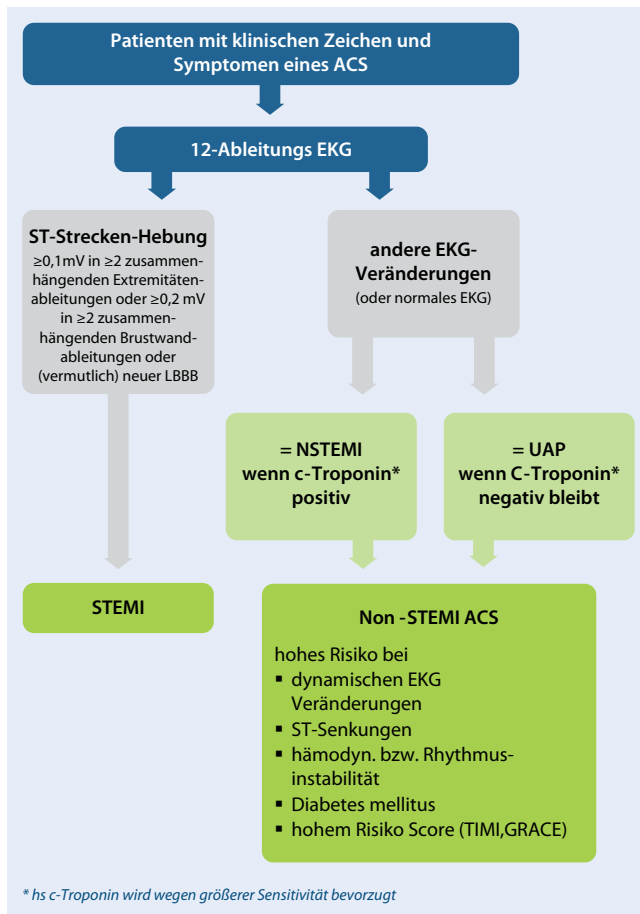 Patienten mit klinischen Zeichen und
Symptomen eines ACS
12-Ableitungs EKG
ST-Strecken-Hebung
≥0,1mV in ≥2 zusammen-
hängenden Extremitäten-
ableitungen oder ≥0,2 mV
in ≥2 zusammen-
hängenden Brustwand-
ableitungen oder
(vermutlich) neuer LBBB
andere EKG-
Veränderungen
(oder normales EKG)
= NSTEMI
wenn c-Troponin*
positiv
= UAP
wenn C-Troponin*
negativ bleibt
STEMI
Non -STEMI ACS
hohes Risiko bei
▪ dynamischen EKG
Veränderungen
▪ ST-Senkungen
▪ hämodyn. bzw. Rhythmus-
instabilität
▪ Diabetes mellitus
▪ hohem Risiko Score (TIMI,GRACE)
* hs c-Troponin wird wegen größerer Sensitivität bevorzugt